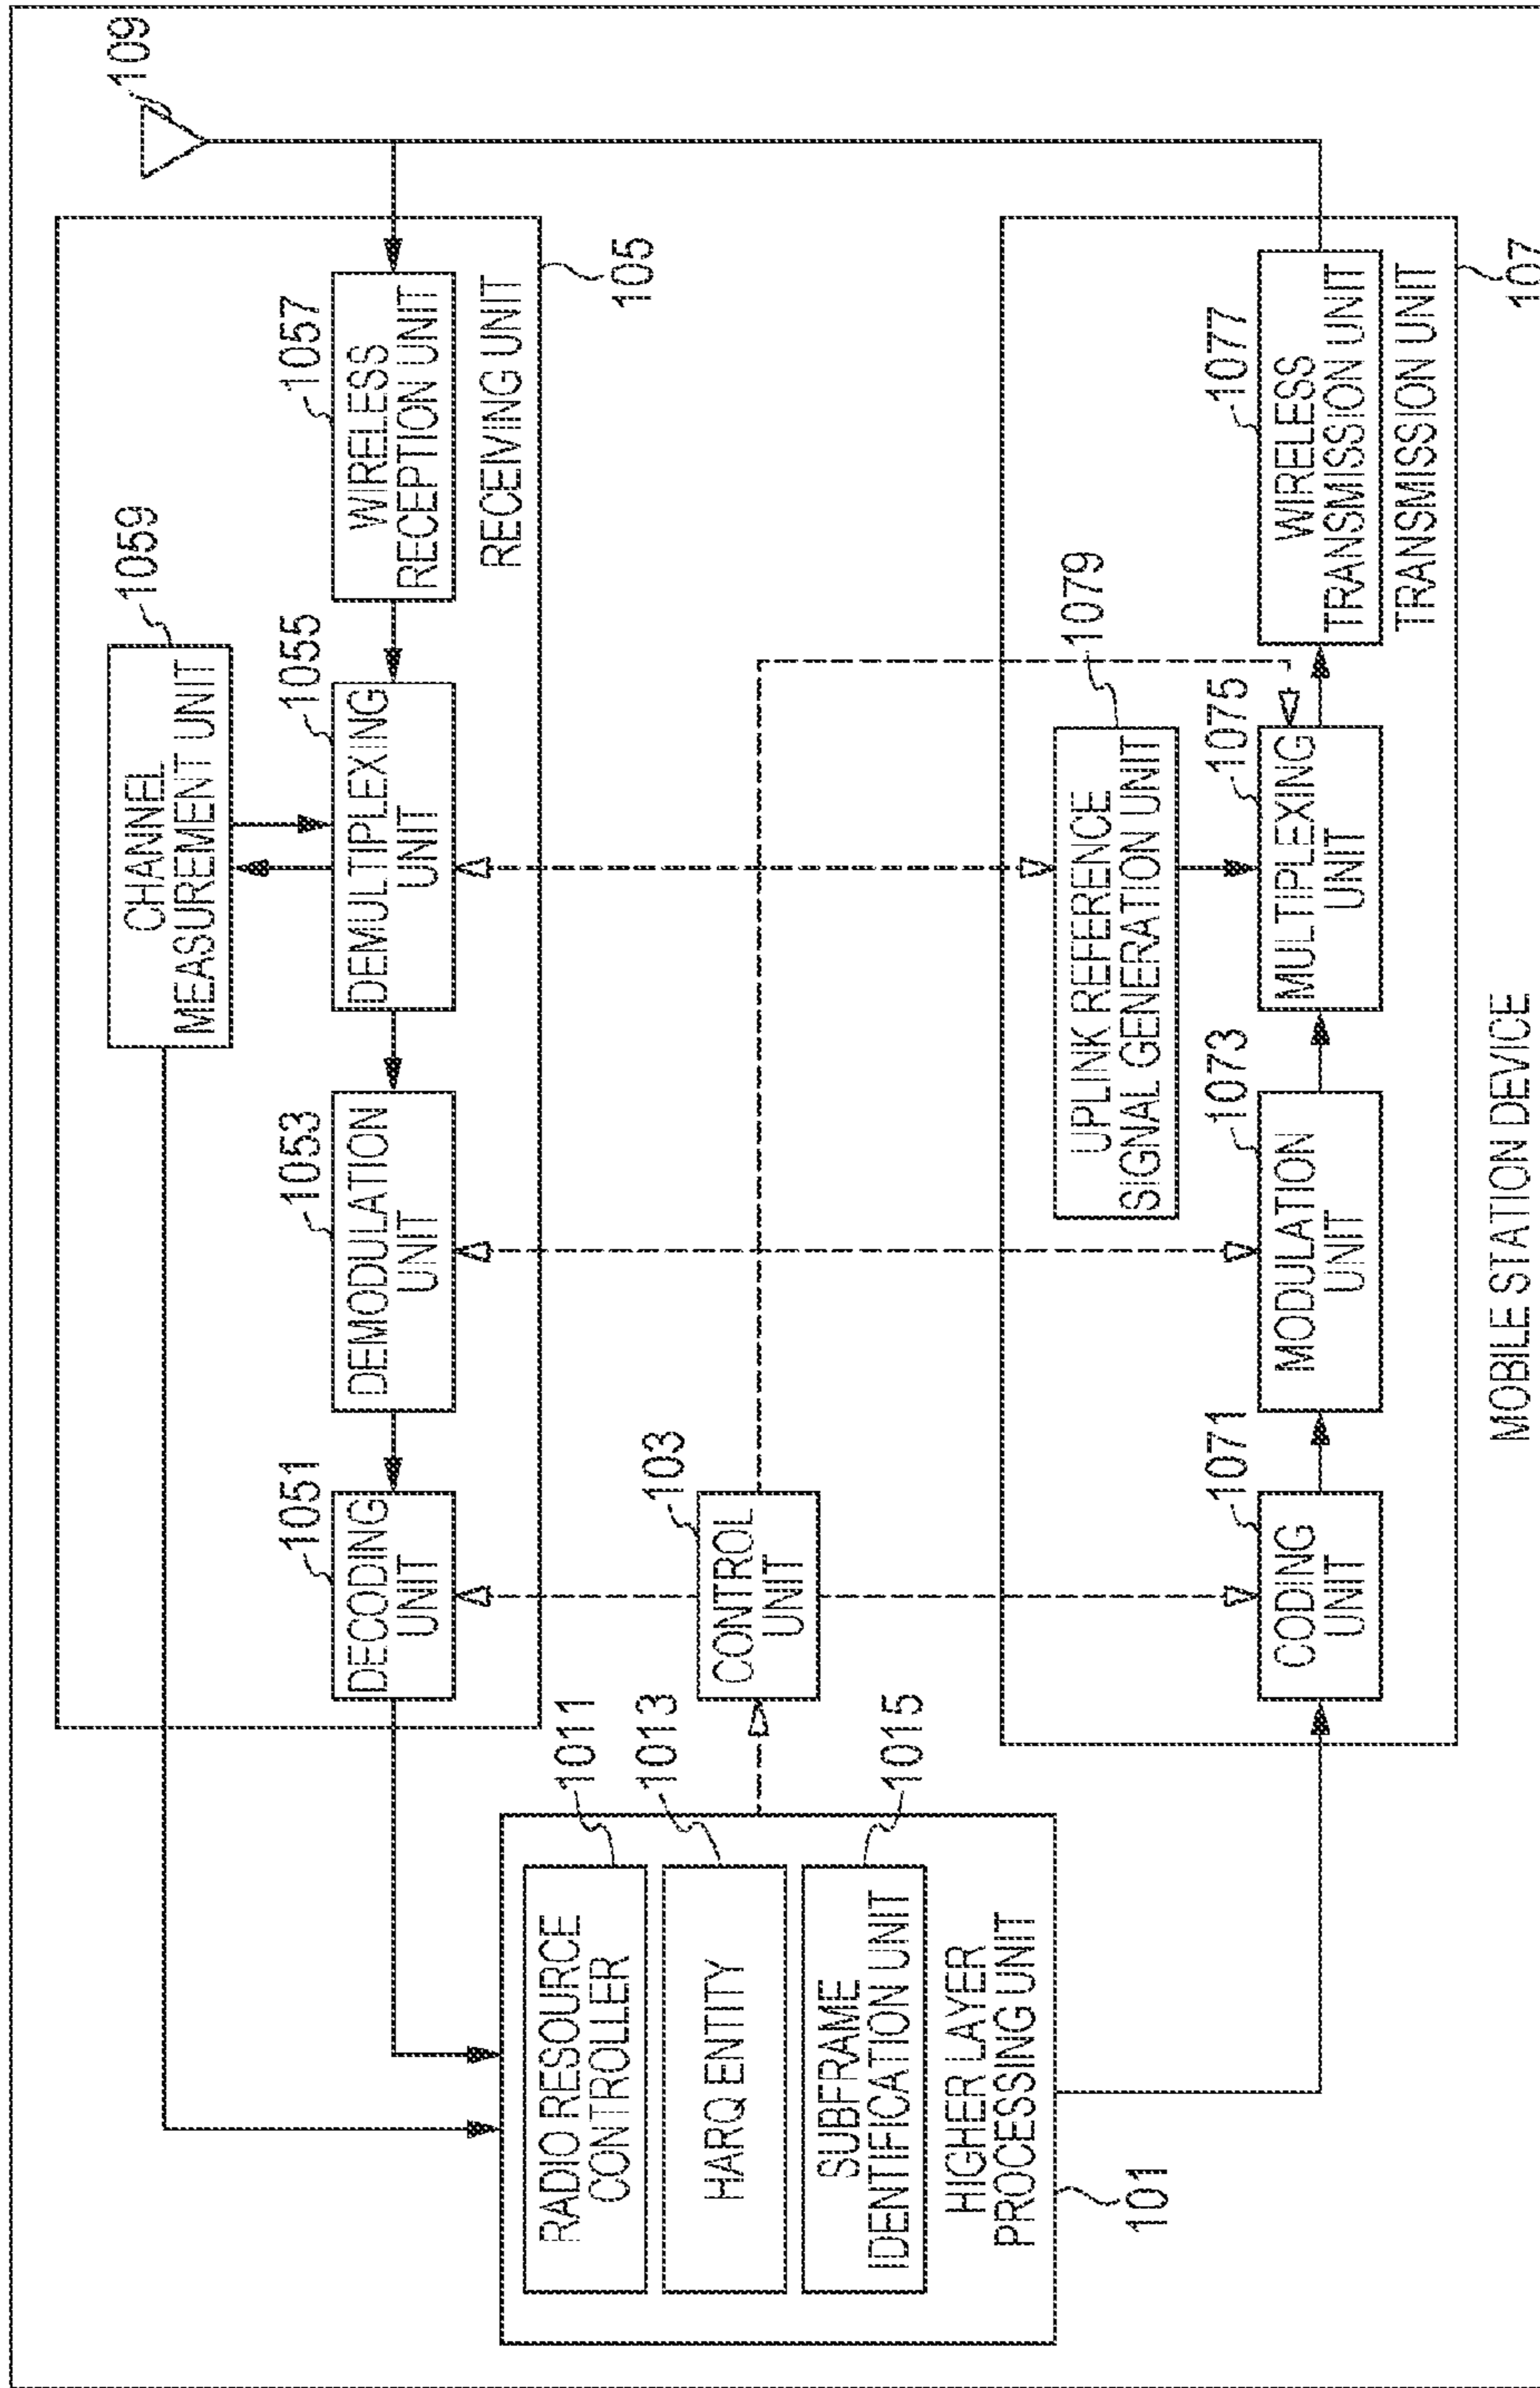 109
1059
CHANNEL
MEASUREMENT UNIT
1051
1053
1055
1057
DECODING
UNIT
DEMODULATION
UNIT
DEMULTIPLEXING
UNIT
WIRELESS
RECEPTION UNIT
RECEIVING UNIT
105
1011
RADIO RESOURCE
CONTROLLER
1013
HARQ ENTITY
1015
SUBFRAME
IDENTIFICATION UNIT
HIGHER LAYER
PROCESSING UNIT
101
103
CONTROL
UNIT
1079
UPLINK REFERENCE
SIGNAL GENERATION UNIT
1071
1073
1075
1077
CODING
UNIT
MODULATION
UNIT
MULTIPLEXING
UNIT
WIRELESS
TRANSMISSION UNIT
TRANSMISSION UNIT
107
MOBILE STATION DEVICE